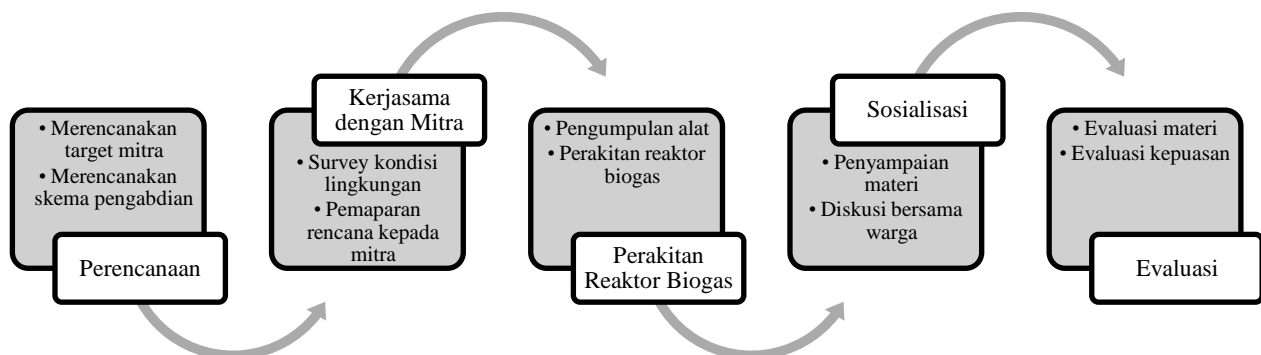 • Merencanakan
target mitra
• Merencanakan
skema pengabdian
Perencanaan
Kerjasama
dengan Mitra
• Survey kondisi
lingkungan
• Pemaparan
rencana kepada
mitra
• Pengumpulan alat
• Perakitan reaktor
biogas
Perakitan
Reaktor Biogas
Sosialisasi
• Penyampaian
materi
• Diskusi bersama
warga
• Evaluasi materi
• Evaluasi kepuasan
Evaluasi